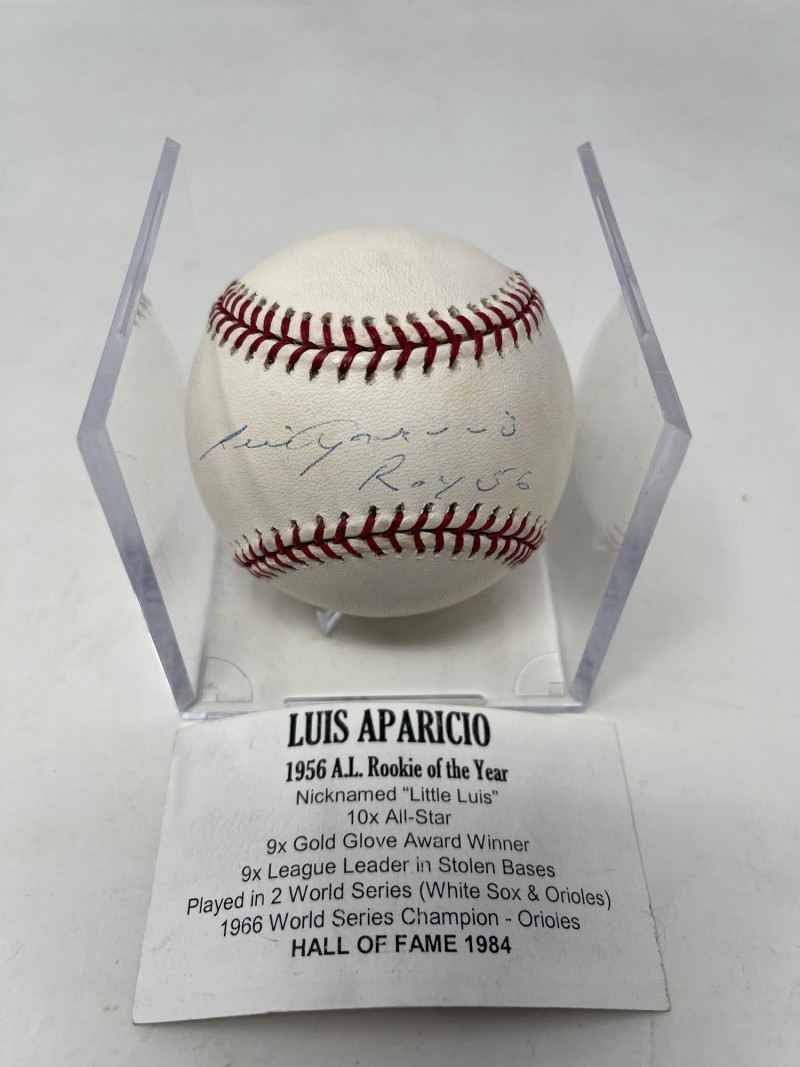 Luis Aparicio
ROY 56
LUIS APARICIO
1956 A.L. Rookie of the Year
Nicknamed “Little Luis”
10x All-Star
9x Gold Glove Award Winner
9x League Leader in Stolen Bases
Played in 2 World Series (White Sox & Orioles)
1966 World Series Champion - Orioles
HALL OF FAME 1984